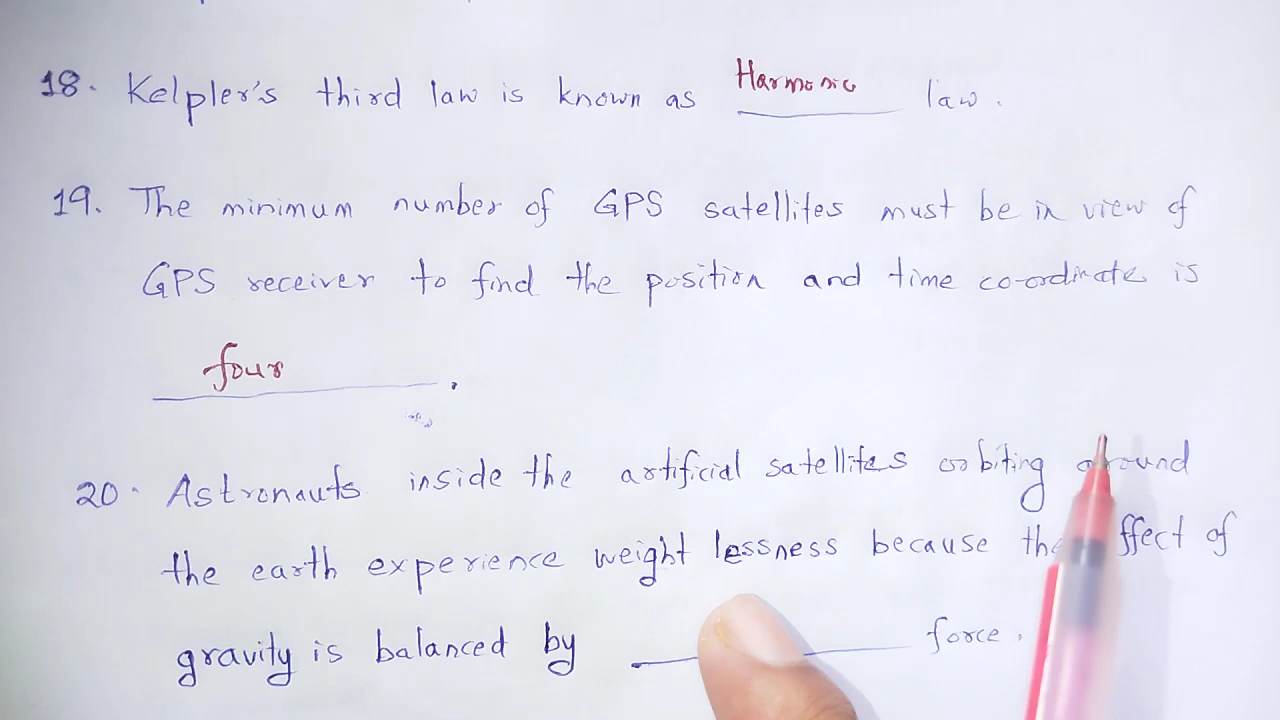 18. Kelpler's third law is known as Harmonic law.
19. The minimum number of GPS satellites must be in view of
GPS receiver to find the position and time co-ordinate is
four.
20. Astronauts inside the artificial satellites orbiting around
the earth experience weight lessness because the effect of
gravity is balanced by ______ force.